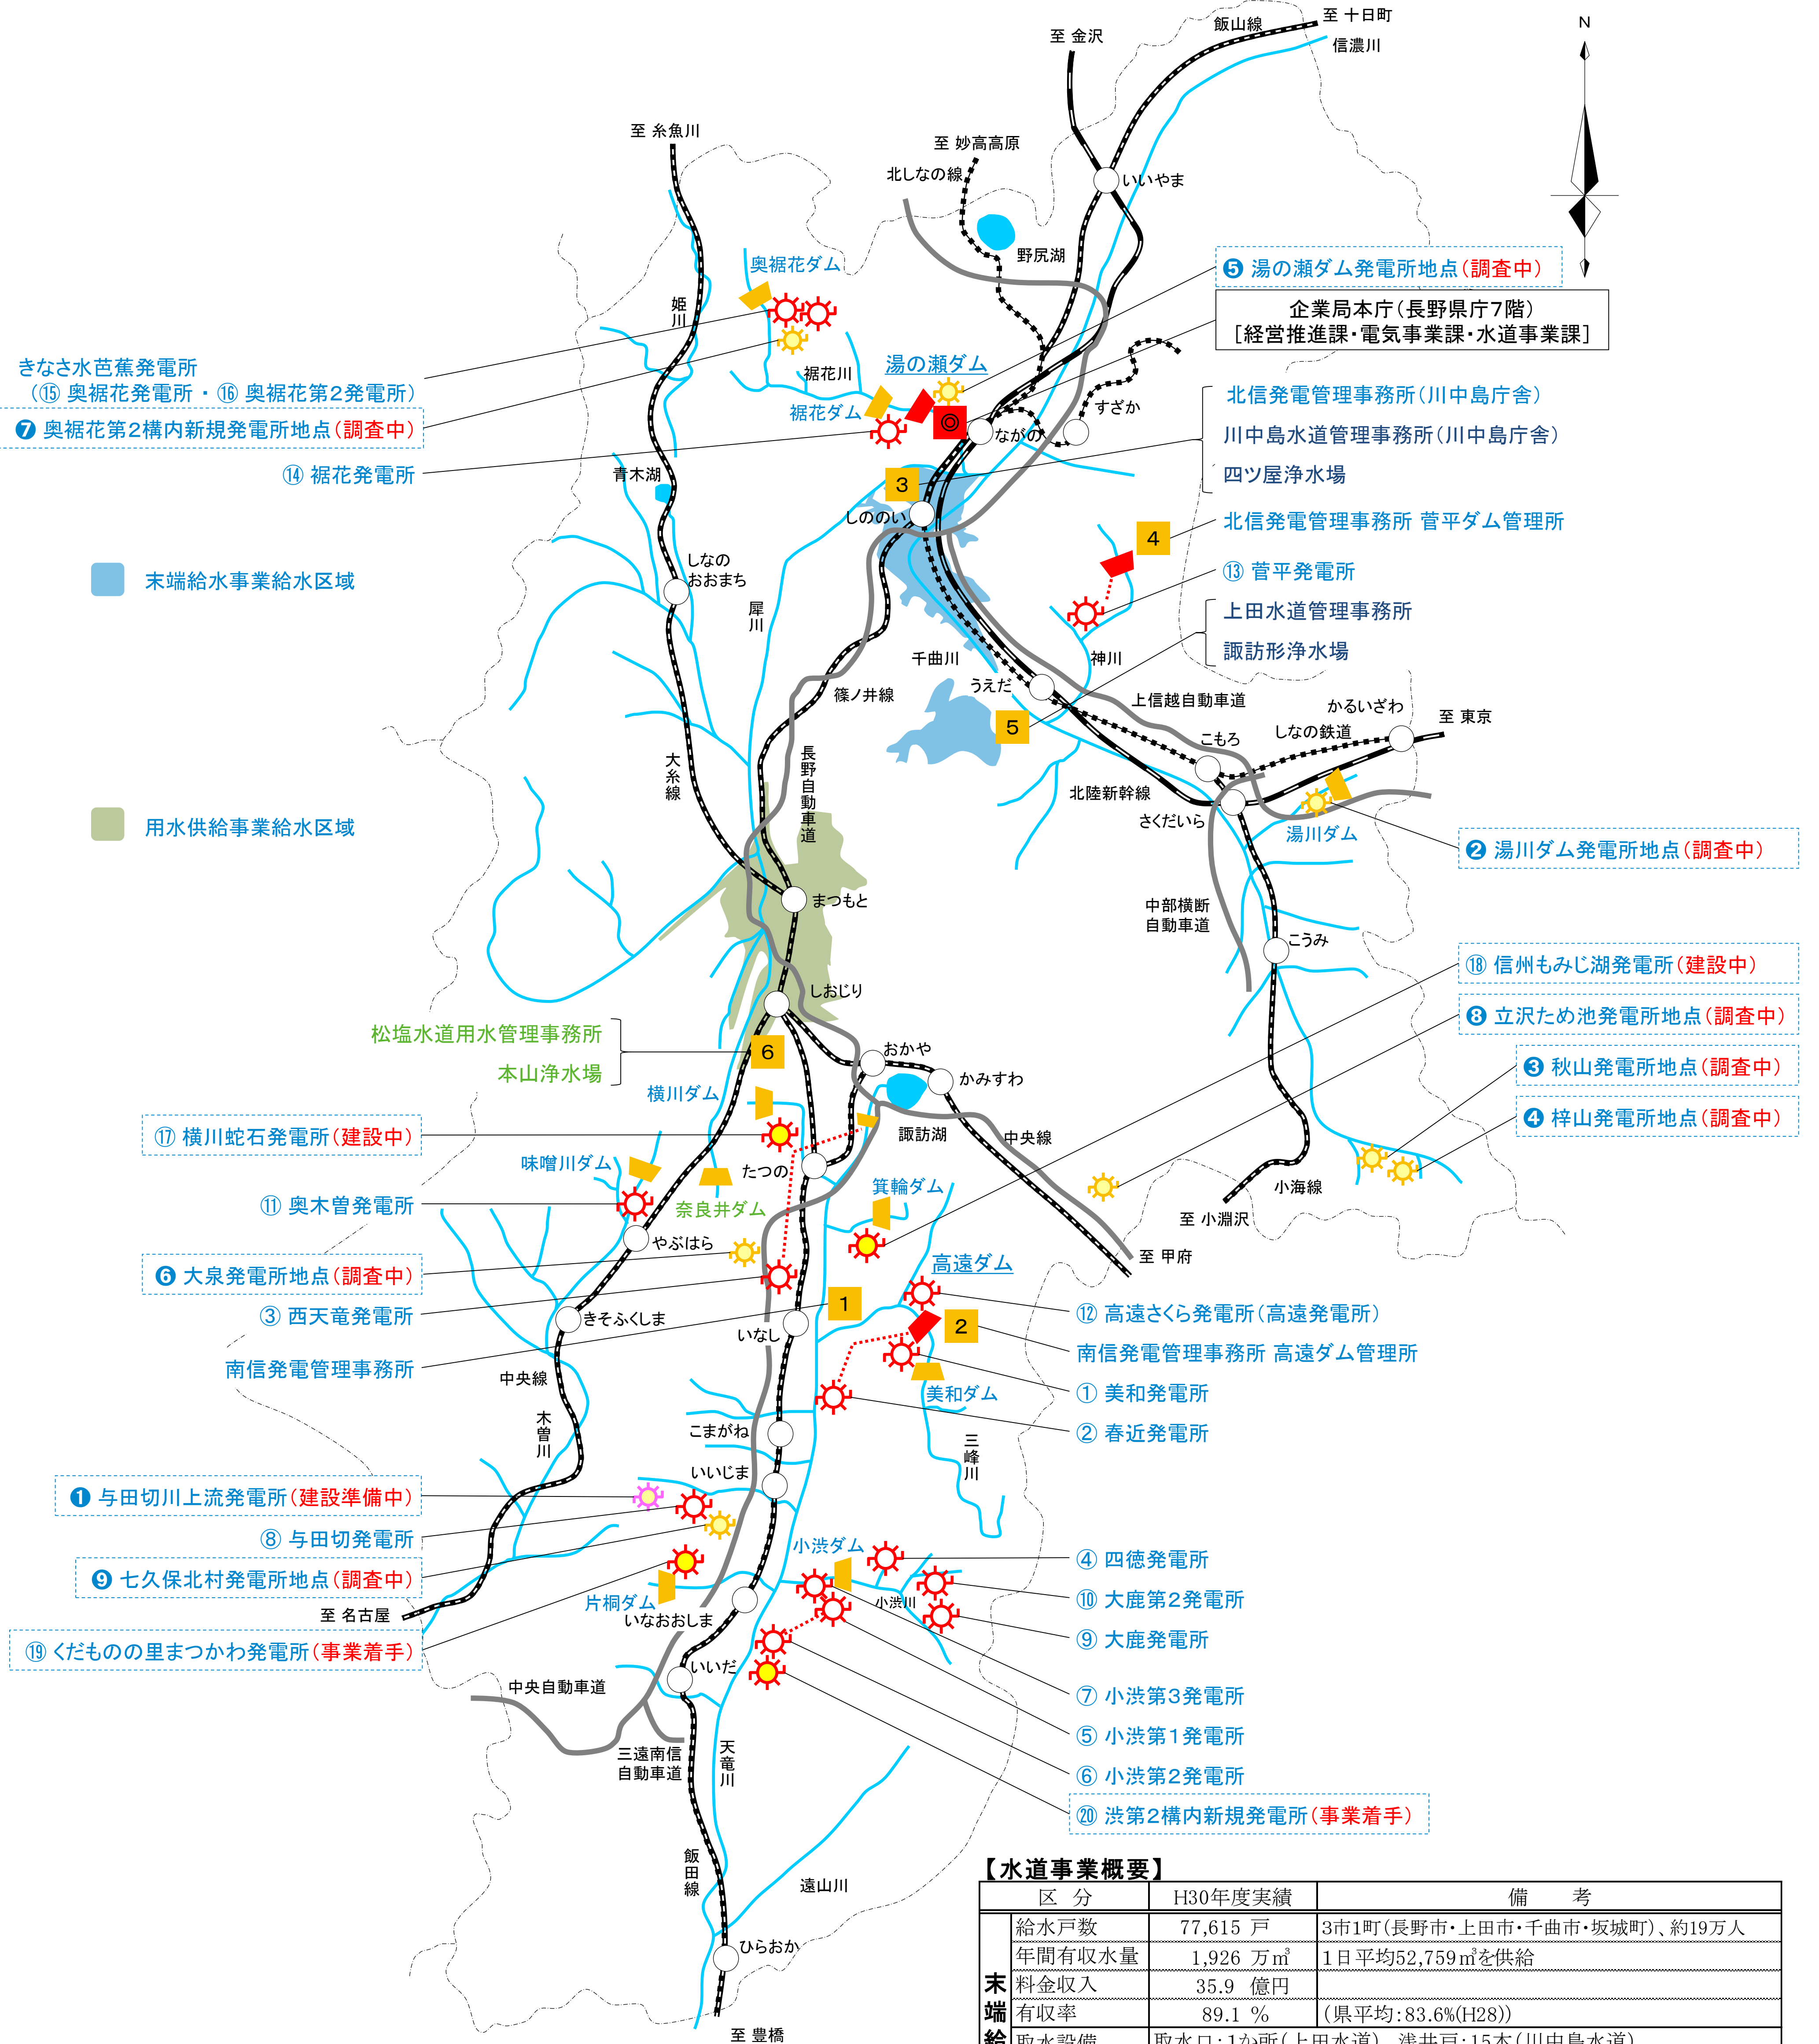 至 十日町
飯山線
信濃川
至 金沢
N
至 糸魚川
至 妙高高原
北しなの線
いいやま
野尻湖
奥裾花ダム
姫川
❺ 湯の瀬ダム発電所地点(調査中)
企業局本庁(長野県庁7階)
[経営推進課・電気事業課・水道事業課]
きなさ水芭蕉発電所
(⑮ 奥裾花発電所 ・ ⑯ 奥裾花第2発電所)
❼ 奥裾花第2構内新規発電所地点(調査中)
⑭ 裾花発電所
裾花川
湯の瀬ダム
裾花ダム
◎
ながの
すざか
北信発電管理事務所(川中島庁舎)
川中島水道管理事務所(川中島庁舎)
四ツ屋浄水場
青木湖
3
しののい
4
北信発電管理事務所 菅平ダム管理所
⑬ 菅平発電所
しなの
おおまち
末端給水事業給水区域
犀川
上田水道管理事務所
諏訪形浄水場
千曲川
神川
篠ノ井線
うえだ
上信越自動車道
5
かるいざわ
至 東京
しなの鉄道
こもろ
大糸線
長野自動車道
北陸新幹線
さくだいら
湯川ダム
用水供給事業給水区域
❷ 湯川ダム発電所地点(調査中)
まつもと
中部横断
自動車道
こうみ
⑱ 信州もみじ湖発電所(建設中)
しおじり
❽ 立沢ため池発電所地点(調査中)
松塩水道用水管理事務所
本山浄水場
6
おかや
かみすわ
❸ 秋山発電所地点(調査中)
横川ダム
❹ 梓山発電所地点(調査中)
⑰ 横川蛇石発電所(建設中)
諏訪湖
中央線
味噌川ダム
たつの
箕輪ダム
小海線
⑪ 奥木曽発電所
奈良井ダム
至 小淵沢
やぶはら
至 甲府
❻ 大泉発電所地点(調査中)
高遠ダム
③ 西天竜発電所
きそふくしま
1
いなし
2
⑫ 高遠さくら発電所(高遠発電所)
南信発電管理事務所
南信発電管理事務所 高遠ダム管理所
中央線
美和ダム
① 美和発電所
木曽川
こまがね
② 春近発電所
三峰川
いいじま
❶ 与田切川上流発電所(建設準備中)
⑧ 与田切発電所
小渋ダム
④ 四徳発電所
❾ 七久保北村発電所地点(調査中)
片桐ダム
小渋川
⑩ 大鹿第2発電所
至 名古屋
いなおおしま
⑨ 大鹿発電所
⑲ くだものの里まつかわ発電所(事業着手)
いいだ
中央自動車道
⑦ 小渋第3発電所
⑤ 小渋第1発電所
三遠南信
自動車道
天竜川
⑥ 小渋第2発電所
⑳ 渋第2構内新規発電所(事業着手)
飯田線
遠山川
ひらおか
至 豊橋
【水道事業概要】
区 分 H30年度実績 備 考
末端給
給水戸数 77,615 戸 3市1町(長野市・上田市・千曲市・坂城町)、約19万人
年間有収水量 1,926 万㎥ 1日平均52,759㎥を供給
料金収入 35.9 億円
有収率 89.1 % (県平均:83.6%(H28))
取水設備 取水口:1か所(上田水道)、浅井戸:15本(川中島水道)